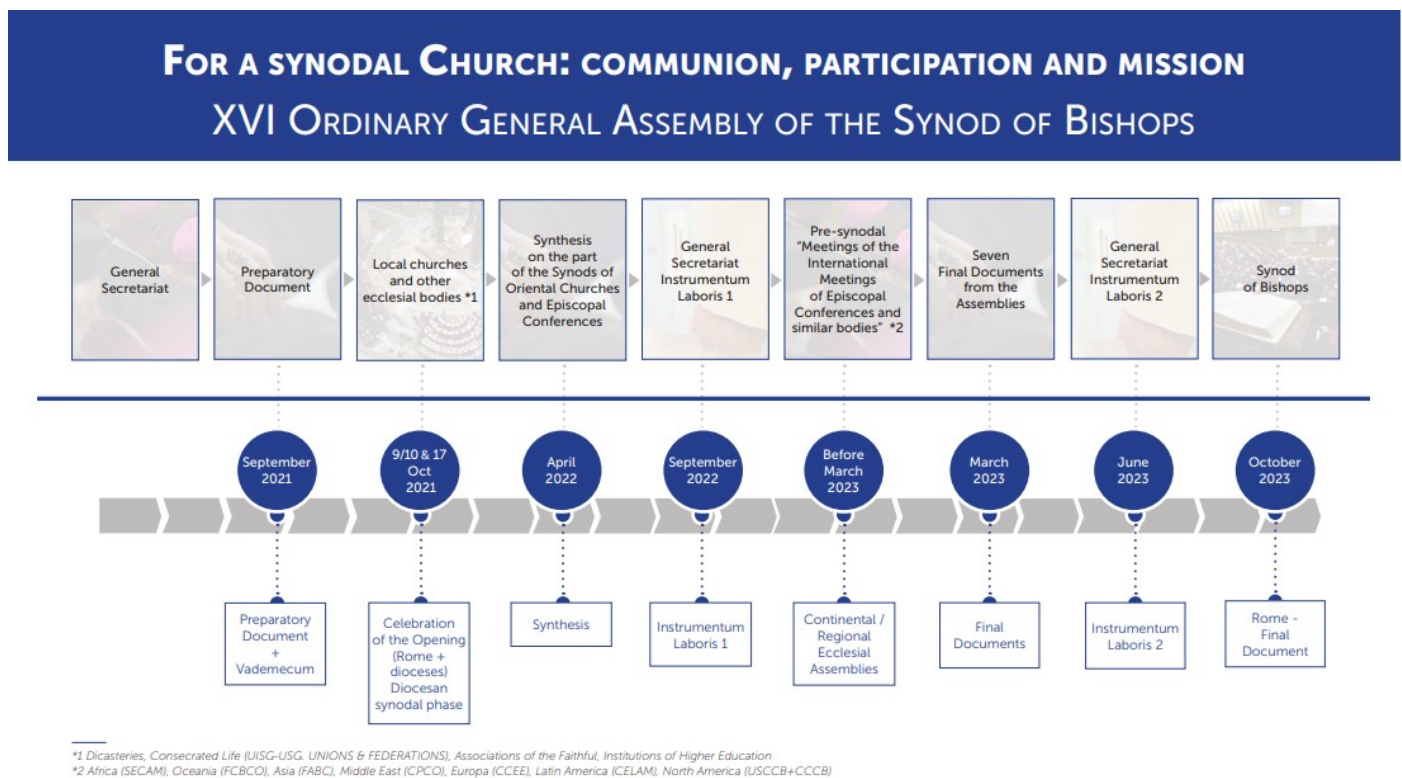 FOR A SYNODAL CHURCH: COMMUNION, PARTICIPATION AND MISSION
XVI ORDINARY GENERAL ASSEMBLY OF THE SYNOD OF BISHOPS
General
Secretariat
Preparatory
Document
Local churches
and other
ecclesial bodies *1
Synthesis
on the part
of the Synods of
Oriental Churches
and Episcopal
Conferences
General
Secretariat
Instrumentum
Laboris 1
Pre-synodal
"Meetings of the
International
Meetings
of Episcopal
Conferences and
similar bodies" *2
Seven
Final Documents
from the
Assemblies
General
Secretariat
Instrumentum
Laboris 2
Synod
of Bishops
September
2021
9/10 & 17
Oct
2021
April
2022
September
2022
Before
March
2023
March
2023
June
2023
October
2023
Preparatory
Document
+
Vademecum
Celebration
of the Opening
(Rome +
dioceses)
Diocesan
synodal phase
Synthesis
Instrumentum
Laboris 1
Continental /
Regional
Ecclesial
Assemblies
Final
Documents
Instrumentum
Laboris 2
Rome -
Final
Document
*1 Dicasteries, Consecrated Life (UISG-USG. UNIONS & FEDERATIONS), Associations of the Faithful, Institutions of Higher Education
*2 Africa (SECAM), Oceania (FCBCO), Asia (FABC), Middle East (CPCO), Europa (CCEE), Latin America (CELAM), North America (USCCB+CCCB)